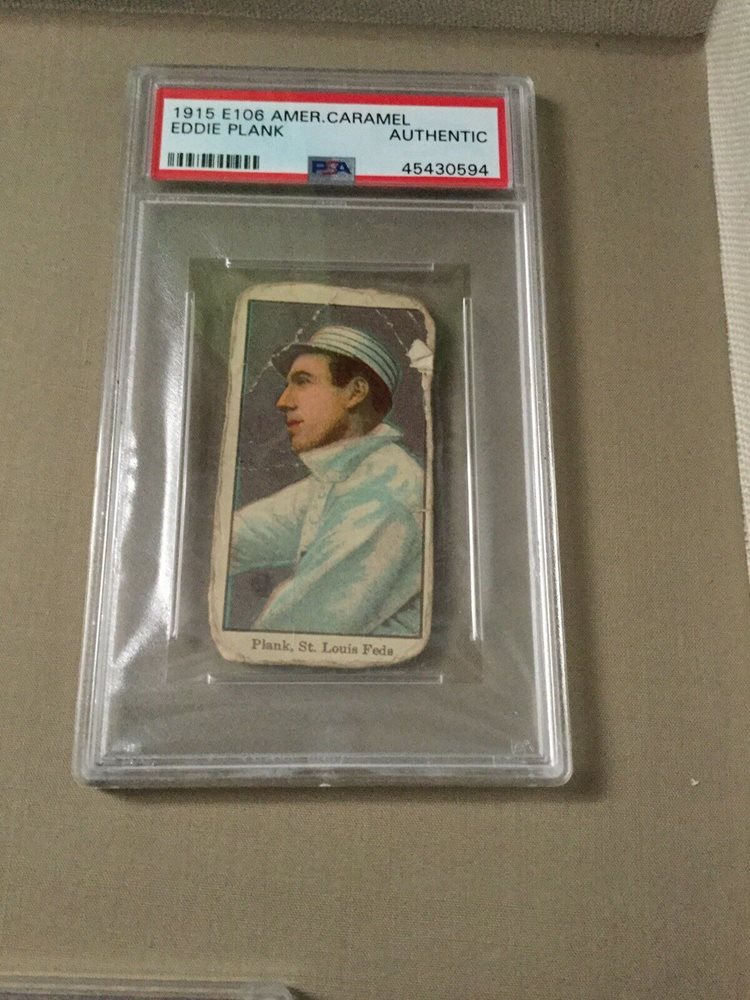 1915 E106 AMER.CARAMEL
EDDIE PLANK AUTHENTIC
PSA 45430594
Plank, St. Louis Feds